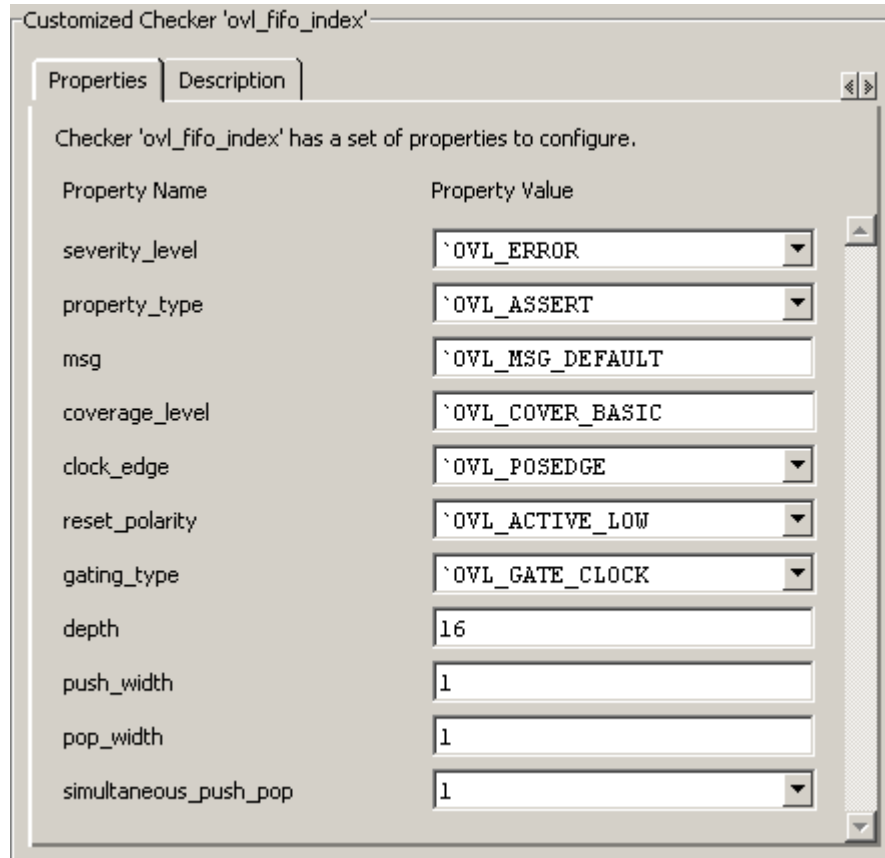 Customized Checker 'ovl_fifo_index'
Properties Description
Checker 'ovl_fifo_index' has a set of properties to configure.
Property Name Property Value
severity_level `OVL_ERROR
property_type `OVL_ASSERT
msg `OVL_MSG_DEFAULT
coverage_level `OVL_COVER_BASIC
clock_edge `OVL_POSEDGE
reset_polarity `OVL_ACTIVE_LOW
gating_type `OVL_GATE_CLOCK
depth 16
push_width 1
pop_width 1
simultaneous_push_pop 1